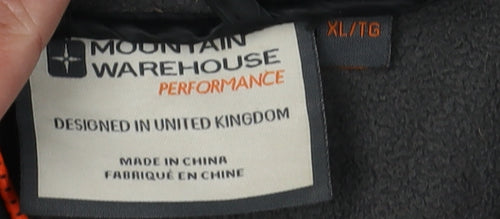 MOUNTAIN
WAREHOUSE
PERFORMANCE
DESIGNED IN UNITED KINGDOM
MADE IN CHINA
FABRIQUÉ EN CHINE
XL/TG